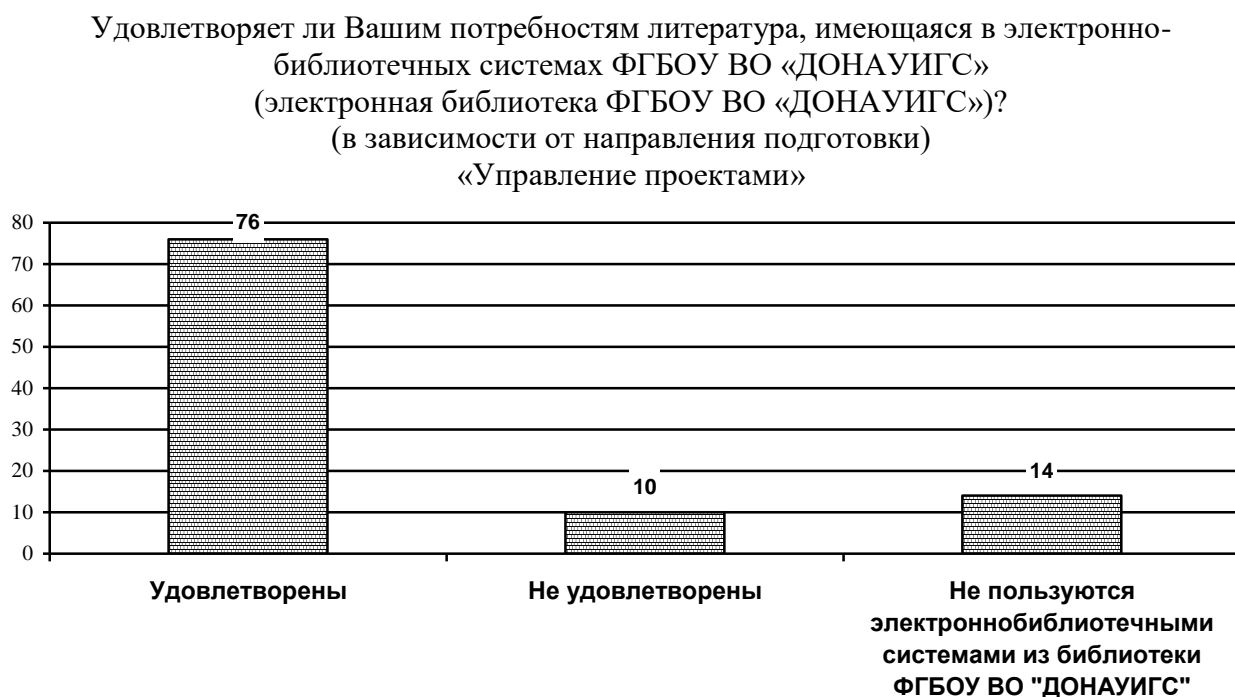 Удовлетворяет ли Вашим потребностям литература, имеющаяся в электронно-
библиотечных системах ФГБОУ ВО «ДОНАУИГС»
(электронная библиотека ФГБОУ ВО «ДОНАУИГС»)?
(в зависимости от направления подготовки)
«Управление проектами»
80
70
60
50
40
30
20
10
0
76
10
14
Удовлетворены
Не удовлетворены
Не пользуются
электроннобиблиотечными
системами из библиотеки
ФГБОУ ВО "ДОНАУИГС"